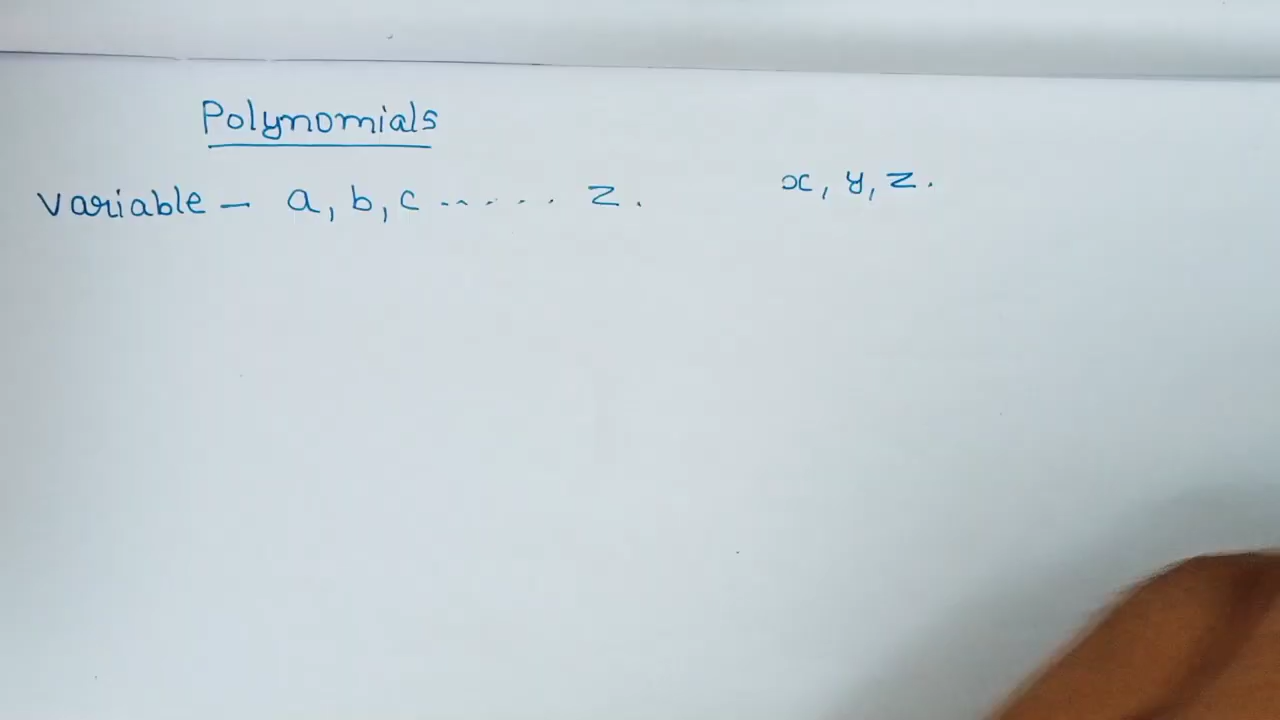 Polynomials
variable – a, b, c ....... z. x, y, z.